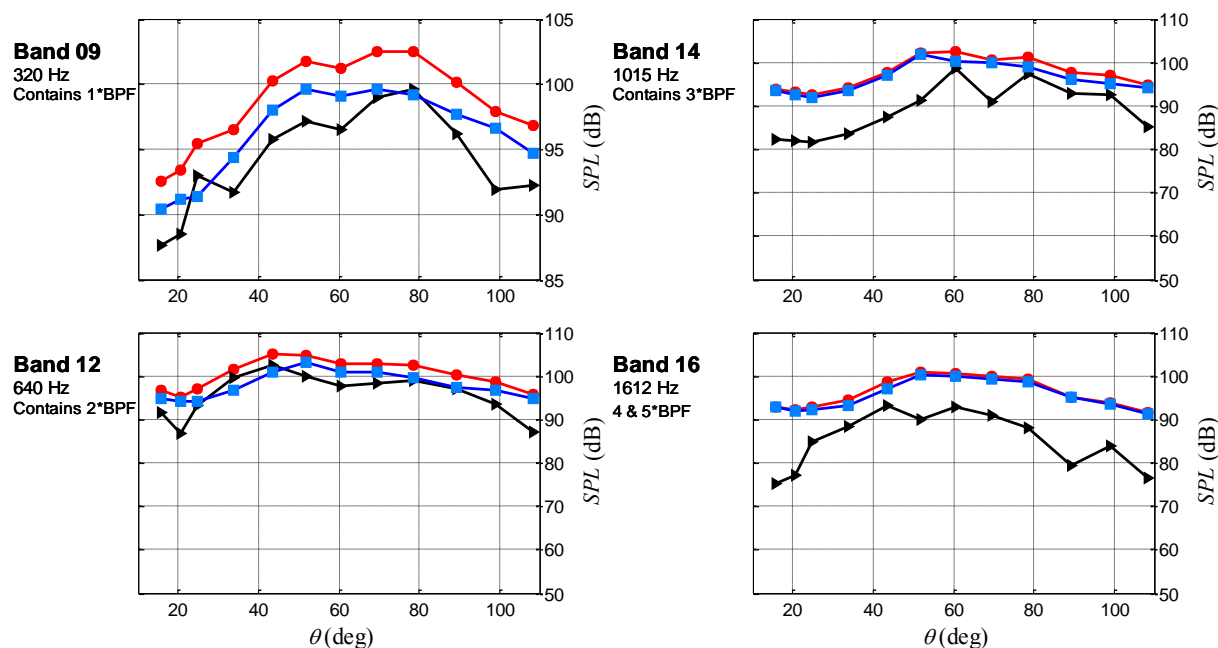 Band 09
320 Hz
Contains 1*BPF
105
100
95
90
85
SPL (dB)
20 40 60 80 100
Band 14
1015 Hz
Contains 3*BPF
110
100
90
80
70
60
50
SPL (dB)
20 40 60 80 100
Band 12
640 Hz
Contains 2*BPF
110
100
90
80
70
60
50
SPL (dB)
20 40 60 80 100
θ (deg)
Band 16
1612 Hz
4 & 5*BPF
110
100
90
80
70
60
50
SPL (dB)
20 40 60 80 100
θ (deg)